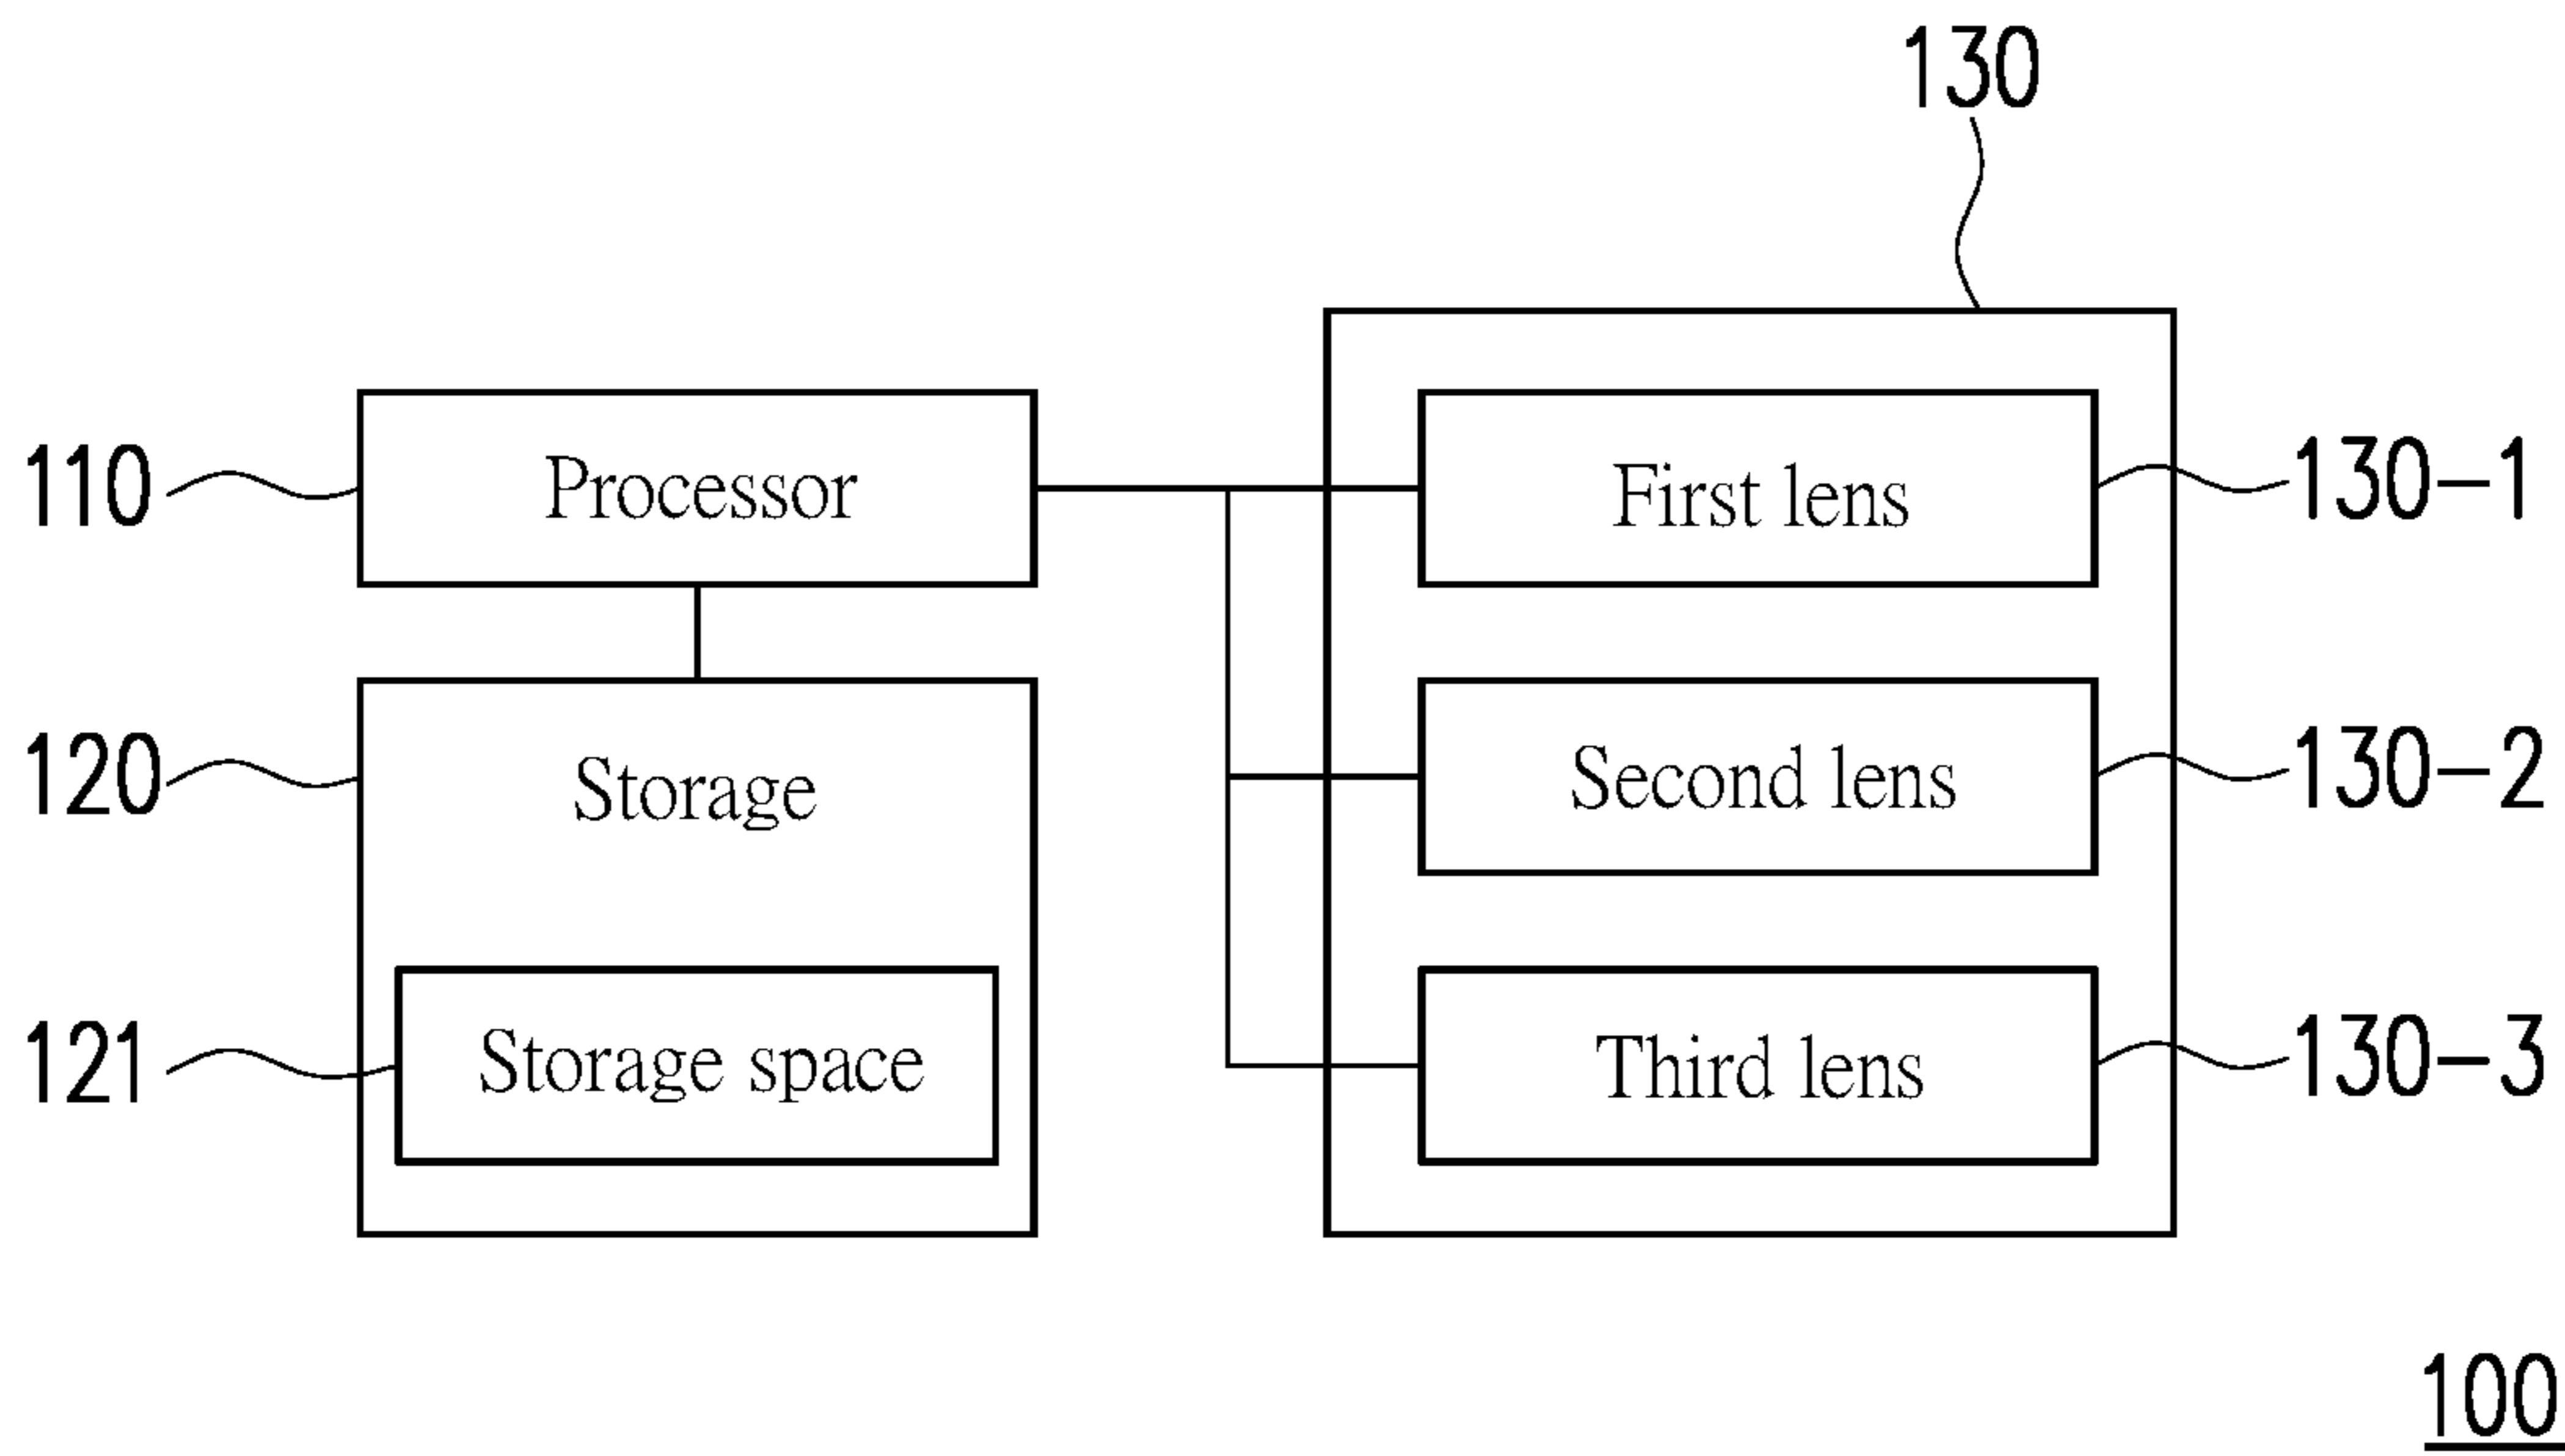 130
110
Processor
First lens
130-1
120
Storage
Second lens
130-2
121
Storage space
Third lens
130-3
100